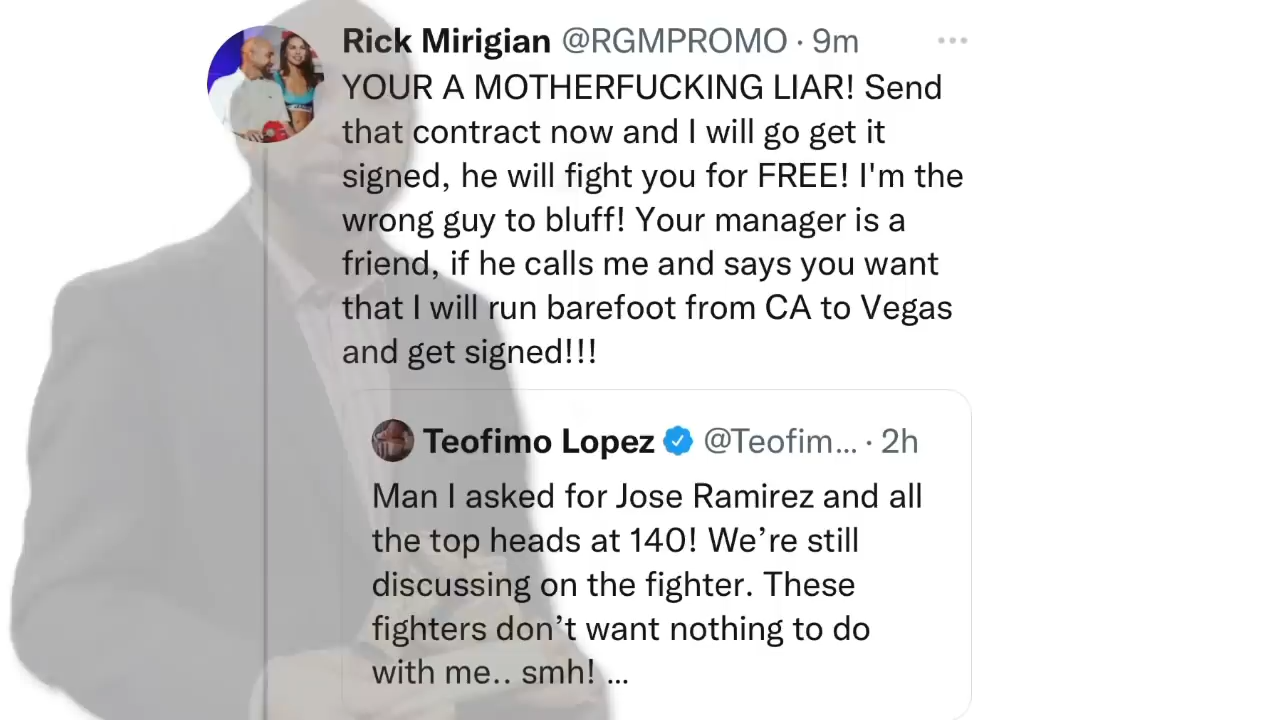 Rick Mirigian @RGMPROMO · 9m
YOUR A MOTHERFUCKING LIAR! Send
that contract now and I will go get it
signed, he will fight you for FREE! I'm the
wrong guy to bluff! Your manager is a
friend, if he calls me and says you want
that I will run barefoot from CA to Vegas
and get signed!!!
Teofimo Lopez @Teofim... · 2h
Man I asked for Jose Ramirez and all
the top heads at 140! We’re still
discussing on the fighter. These
fighters don’t want nothing to do
with me.. smh! ...